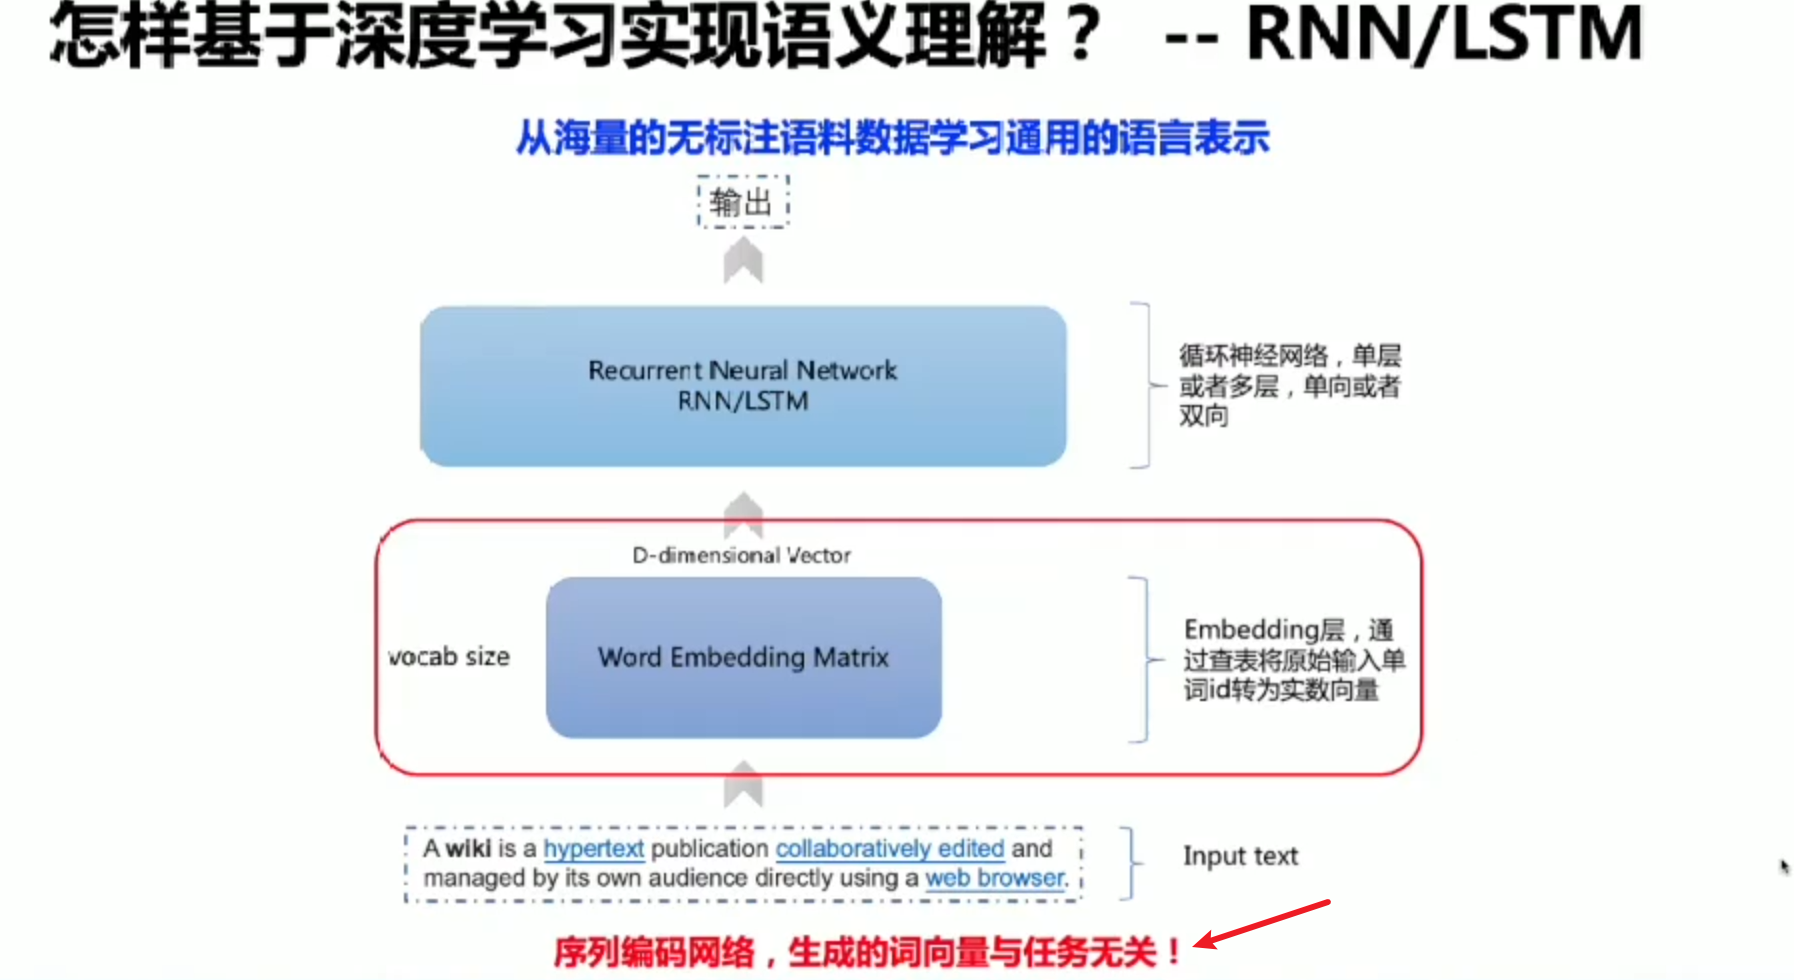 怎样基于深度学习实现语义理解？ -- RNN/LSTM
从海量的无标注语料数据学习通用的语言表示
输出
Recurrent Neural Network
RNN/LSTM
循环神经网络，单层
或者多层，单向或者
双向
D-dimensional Vector
vocab size
Word Embedding Matrix
Embedding层，通
过查表将原始输入单
词id转为实数向量
A wiki is a hypertext publication collaboratively edited and
managed by its own audience directly using a web browser.
Input text
序列编码网络，生成的词向量与任务无关！